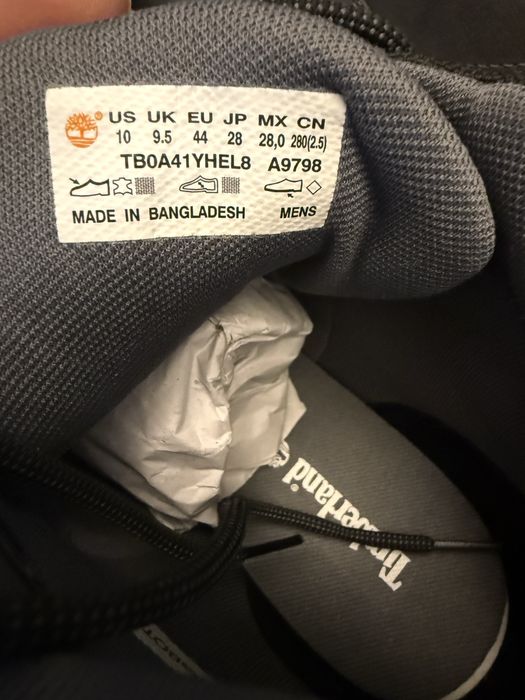 US UK EU JP MX CN
10 9.5 44 28 28,0 280(2.5)
TB0A41YHEL8 A9798
MADE IN BANGLADESH MENS
Timberland